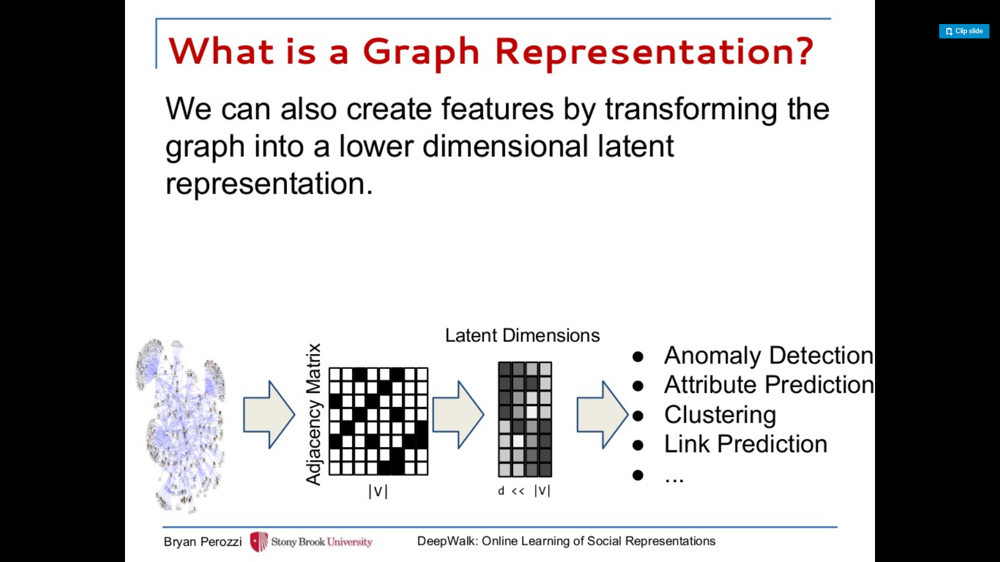 Clip slide
What is a Graph Representation?
We can also create features by transforming the
graph into a lower dimensional latent
representation.
Adjacency Matrix
|V|
Latent Dimensions
d << |V|
● Anomaly Detection
● Attribute Prediction
● Clustering
● Link Prediction
● ...
Bryan Perozzi
Stony Brook University
DeepWalk: Online Learning of Social Representations